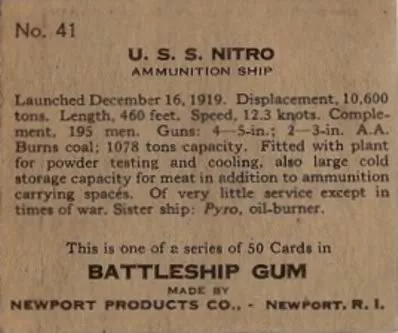 No. 41
U. S. S. NITRO
AMMUNITION SHIP
Launched December 16, 1919. Displacement, 10,600
tons. Length, 460 feet. Speed, 12.3 knots. Comple-
ment, 195 men. Guns: 4—5-in.; 2—3-in. A.A.
Burns coal; 1078 tons capacity. Fitted with plant
for powder testing and cooling, also large cold
storage capacity for meat in addition to ammunition
carrying spaces. Of very little service except in
times of war. Sister ship: Pyro, oil-burner.
This is one of a series of 50 Cards in
BATTLESHIP GUM
MADE BY
NEWPORT PRODUCTS CO., - NEWPORT, R. I.